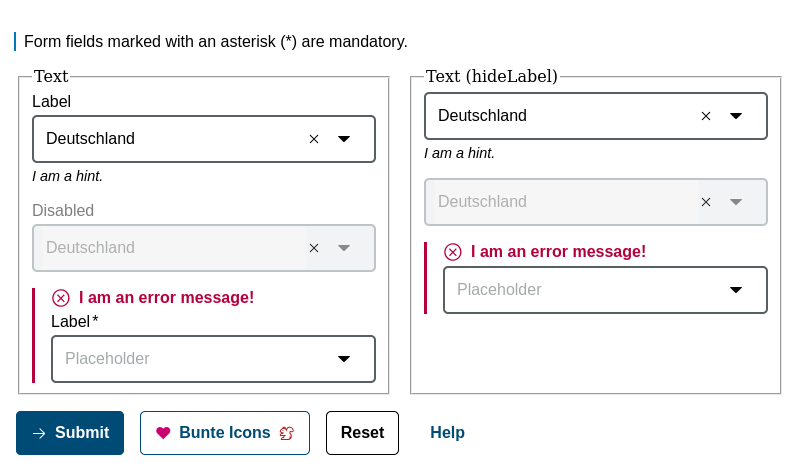 Form fields marked with an asterisk (*) are mandatory.
Text
Label
Deutschland
I am a hint.
Disabled
Deutschland
I am an error message!
Label*
Placeholder
Text (hideLabel)
Deutschland
I am a hint.
Deutschland
I am an error message!
Placeholder
Submit Bunte Icons Reset Help